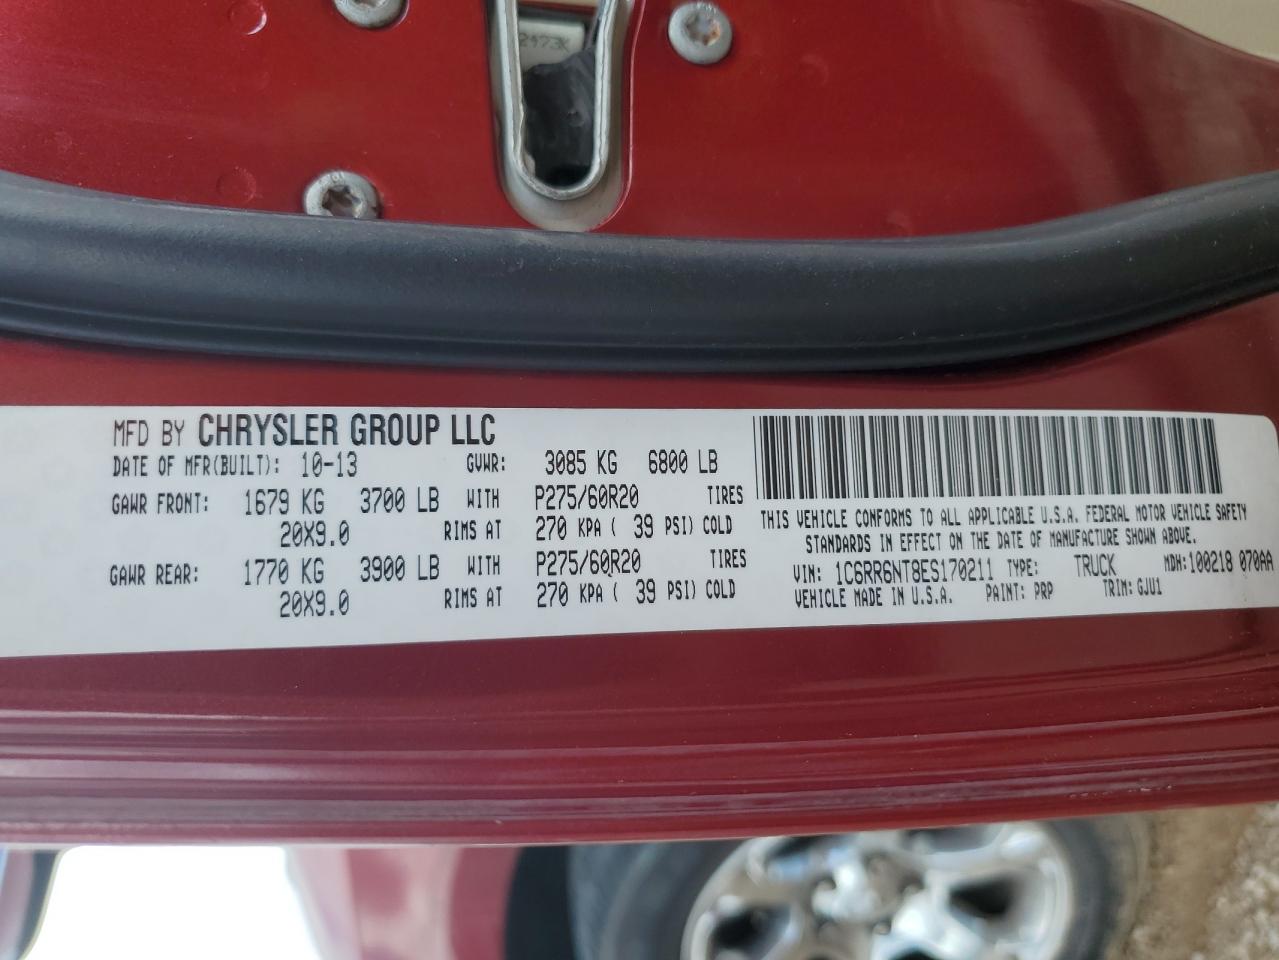 2473K
MFD BY CHRYSLER GROUP LLC
DATE OF MFR(BUILT): 10-13 GVWR: 3085 KG 6800 LB
GAWR FRONT: 1679 KG 3700 LB WITH P275/60R20 TIRES
20X9.0 RIMS AT 270 KPA ( 39 PSI) COLD
GAWR REAR: 1770 KG 3900 LB WITH P275/60R20 TIRES
20X9.0 RIMS AT 270 KPA ( 39 PSI) COLD
THIS VEHICLE CONFORMS TO ALL APPLICABLE U.S.A. FEDERAL MOTOR VEHICLE SAFETY
STANDARDS IN EFFECT ON THE DATE OF MANUFACTURE SHOWN ABOVE.
VIN: 1C6RR6NT8ES170211 TYPE: TRUCK MDH: 100218 070AA
VEHICLE MADE IN U.S.A. PAINT: PRP TRIM: GJU1